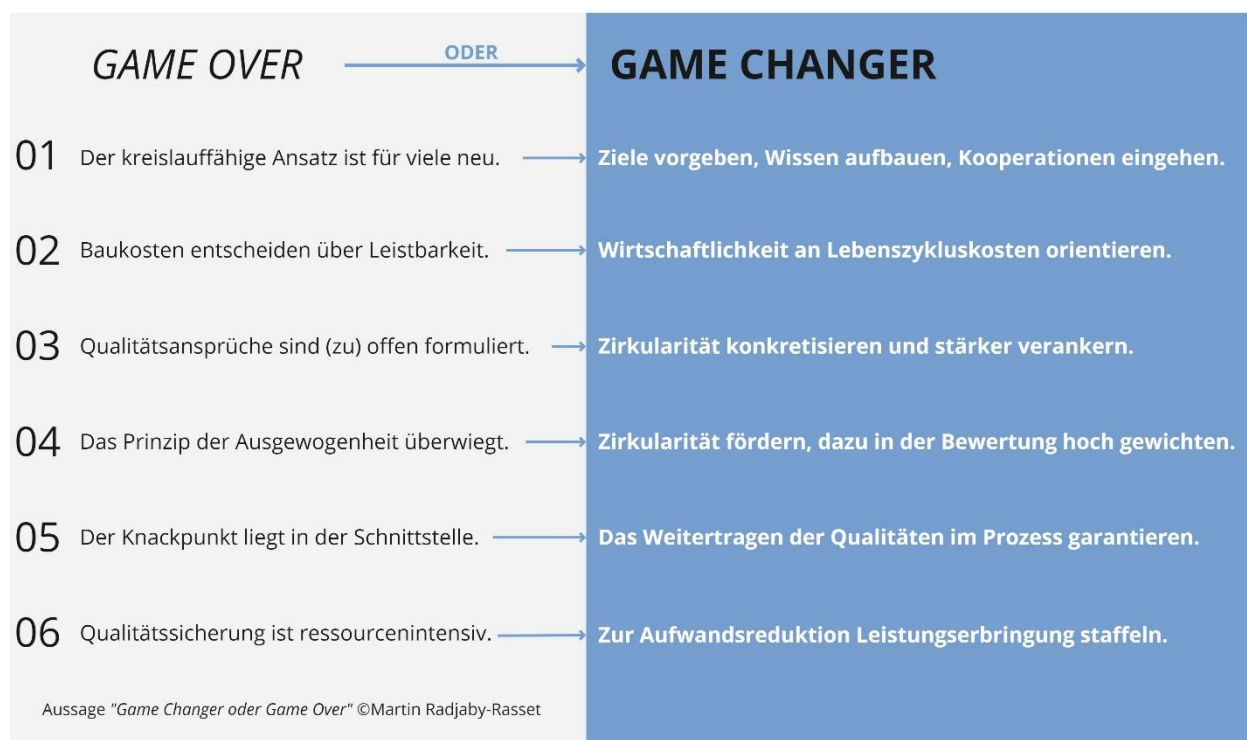 GAME OVER ODER GAME CHANGER
01 Der kreislauffähige Ansatz ist für viele neu. Ziele vorgeben, Wissen aufbauen, Kooperationen eingehen.
02 Baukosten entscheiden über Leistbarkeit. Wirtschaftlichkeit an Lebenszykluskosten orientieren.
03 Qualitätsansprüche sind (zu) offen formuliert. Zirkularität konkretisieren und stärker verankern.
04 Das Prinzip der Ausgewogenheit überwiegt. Zirkularität fördern, dazu in der Bewertung hoch gewichten.
05 Der Knackpunkt liegt in der Schnittstelle. Das Weitertragen der Qualitäten im Prozess garantieren.
06 Qualitätssicherung ist ressourcenintensiv. Zur Aufwandsreduktion Leistungserbringung staffeln.
Aussage "Game Changer oder Game Over" ©Martin Radjaby-Rasset